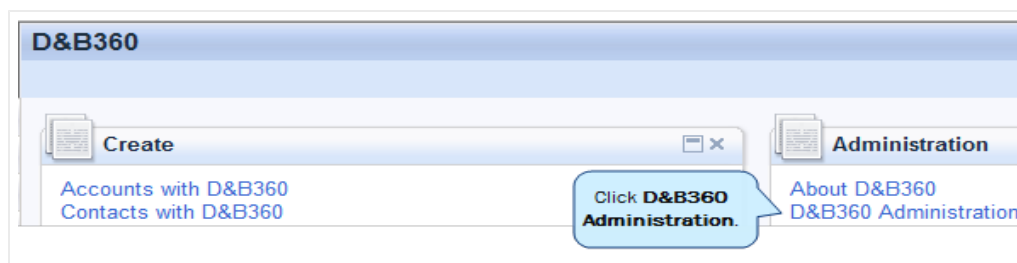 D&B360
Create
Accounts with D&B360
Contacts with D&B360
Click D&B360
Administration.
Administration
About D&B360
D&B360 Administration